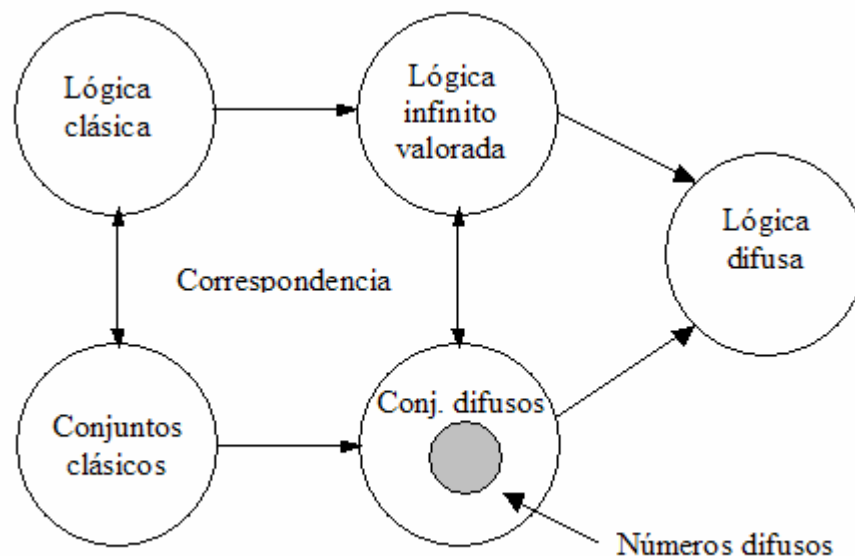 Lógica
clásica
Lógica
infinito
valorada
Lógica
difusa
Correspondencia
Conjuntos
clásicos
Conj. difusos
Números difusos